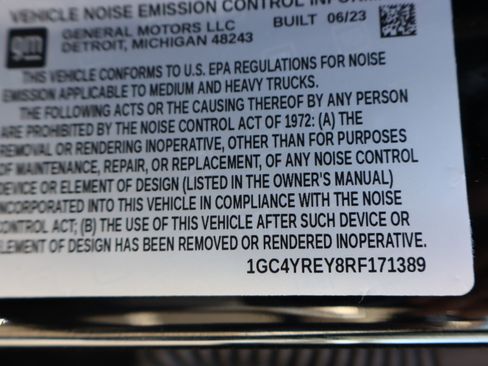 VEHICLE NOISE EMISSION CONTROL
gm GENERAL MOTORS LLC BUILT 06/23
DETROIT, MICHIGAN 48243
THIS VEHICLE CONFORMS TO U.S. EPA REGULATIONS FOR NOISE
EMISSION APPLICABLE TO MEDIUM AND HEAVY TRUCKS.
THE FOLLOWING ACTS OR THE CAUSING THEREOF BY ANY PERSON
ARE PROHIBITED BY THE NOISE CONTROL ACT OF 1972: (A) THE
REMOVAL OR RENDERING INOPERATIVE, OTHER THAN FOR PURPOSES
OF MAINTENANCE, REPAIR, OR REPLACEMENT, OF ANY NOISE CONTROL
DEVICE OR ELEMENT OF DESIGN (LISTED IN THE OWNER'S MANUAL)
INCORPORATED INTO THIS VEHICLE IN COMPLIANCE WITH THE NOISE
CONTROL ACT; (B) THE USE OF THIS VEHICLE AFTER SUCH DEVICE OR
ELEMENT OF DESIGN HAS BEEN REMOVED OR RENDERED INOPERATIVE.
1GC4YREY8RF171389